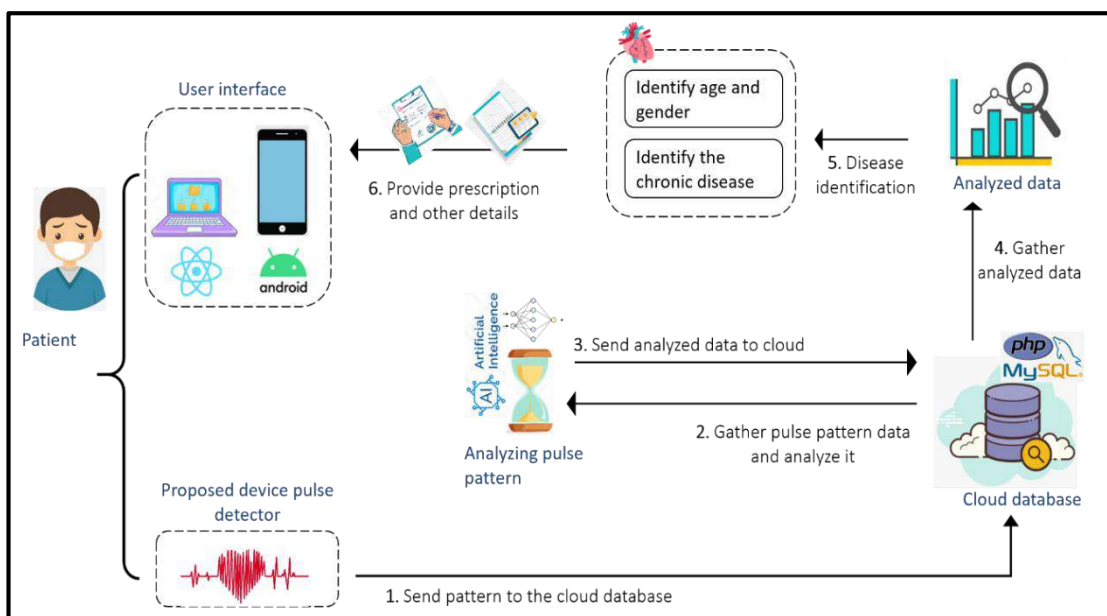 User interface
android
Patient
6. Provide prescription
and other details
Identify age and
gender
Identify the
chronic disease
5. Disease
identification
Analyzed data
4. Gather
analyzed data
Artificial
Intelligence
AI
Analyzing pulse
pattern
3. Send analyzed data to cloud
2. Gather pulse pattern data
and analyze it
php
MySQL®
Cloud database
Proposed device pulse
detector
1. Send pattern to the cloud database